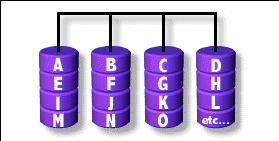 A B C D
E F G H
I J K L
M N O etc...